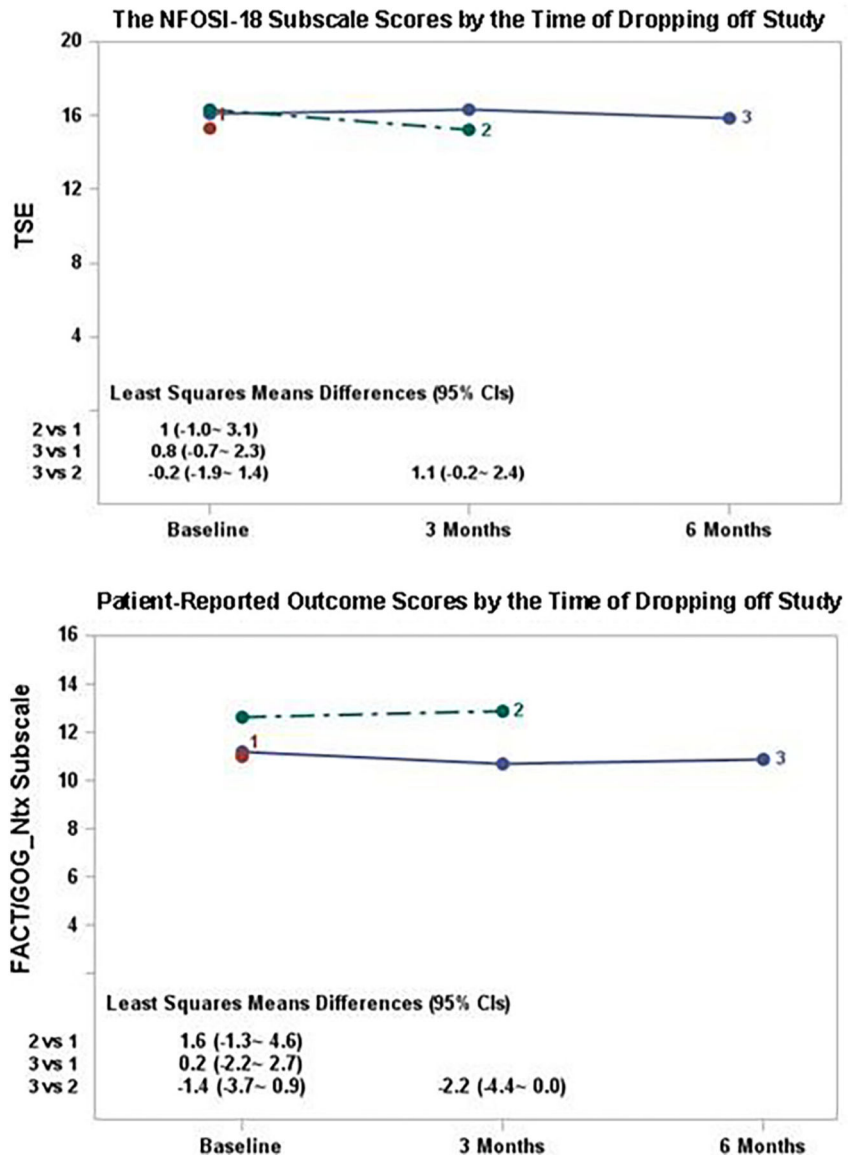 The NFOSI-18 Subscale Scores by the Time of Dropping off Study
20
16
12
8
4
TSE
1
2
3
Least Squares Means Differences (95% CIs)
2 vs 1 1 (-1.0~ 3.1)
3 vs 1 0.8 (-0.7~ 2.3)
3 vs 2 -0.2 (-1.9~ 1.4) 1.1 (-0.2~ 2.4)
Baseline 3 Months 6 Months
Patient-Reported Outcome Scores by the Time of Dropping off Study
16
14
12
10
8
6
4
FACT/GOG_Ntx Subscale
1
2
3
Least Squares Means Differences (95% CIs)
2 vs 1 1.6 (-1.3~ 4.6)
3 vs 1 0.2 (-2.2~ 2.7)
3 vs 2 -1.4 (-3.7~ 0.9) -2.2 (-4.4~ 0.0)
Baseline 3 Months 6 Months